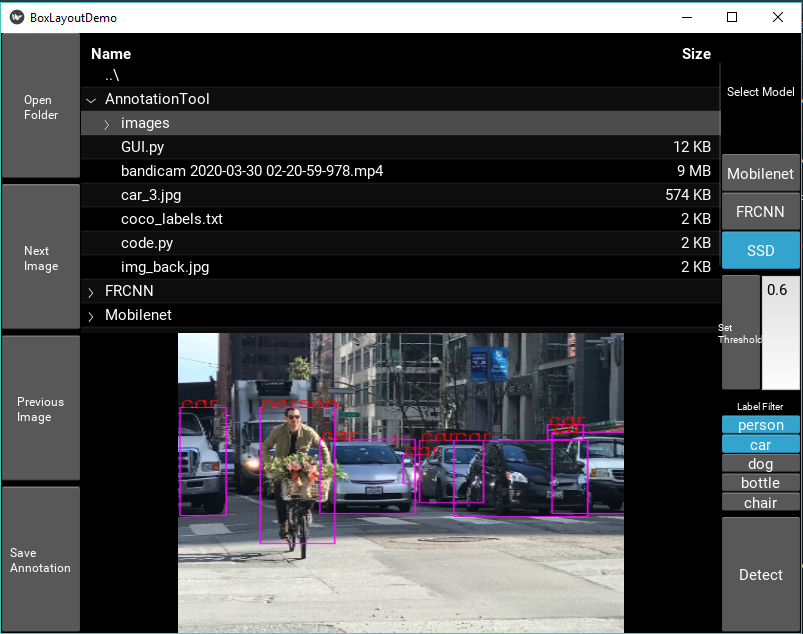 BoxLayoutDemo
Open
Folder
Next
Image
Previous
Image
Save
Annotation
Name Size
..\
AnnotationTool
images
GUI.py 12 KB
bandicam 2020-03-30 02-20-59-978.mp4 9 MB
car_3.jpg 574 KB
coco_labels.txt 2 KB
code.py 2 KB
img_back.jpg 2 KB
FRCNN
Mobilenet
car
person
car
car
car
car
car
Select Model
Mobilenet
FRCNN
SSD
Set
Threshold
0.6
Label Filter
person
car
dog
bottle
chair
Detect